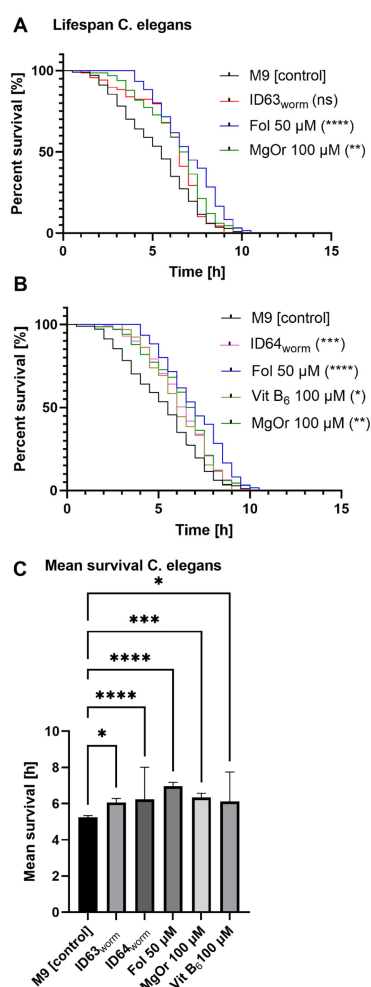 A Lifespan C. elegans
M9 [control]
ID63worm (ns)
Fol 50 µM (****)
MgOr 100 µM (**)
Percent survival [%]
100
50
0
0 5 10 15
Time [h]
B
M9 [control]
ID64worm (***)
Fol 50 µM (****)
Vit B6 100 µM (*)
MgOr 100 µM (**)
Percent survival [%]
100
50
0
0 5 10 15
Time [h]
C Mean survival C. elegans
*
***
****
****
*
Mean survival [h]
10
8
6
4
2
0
M9 [control]
ID63worm
ID64worm
Fol 50 µM
MgOr 100 µM
Vit B6 100 µM